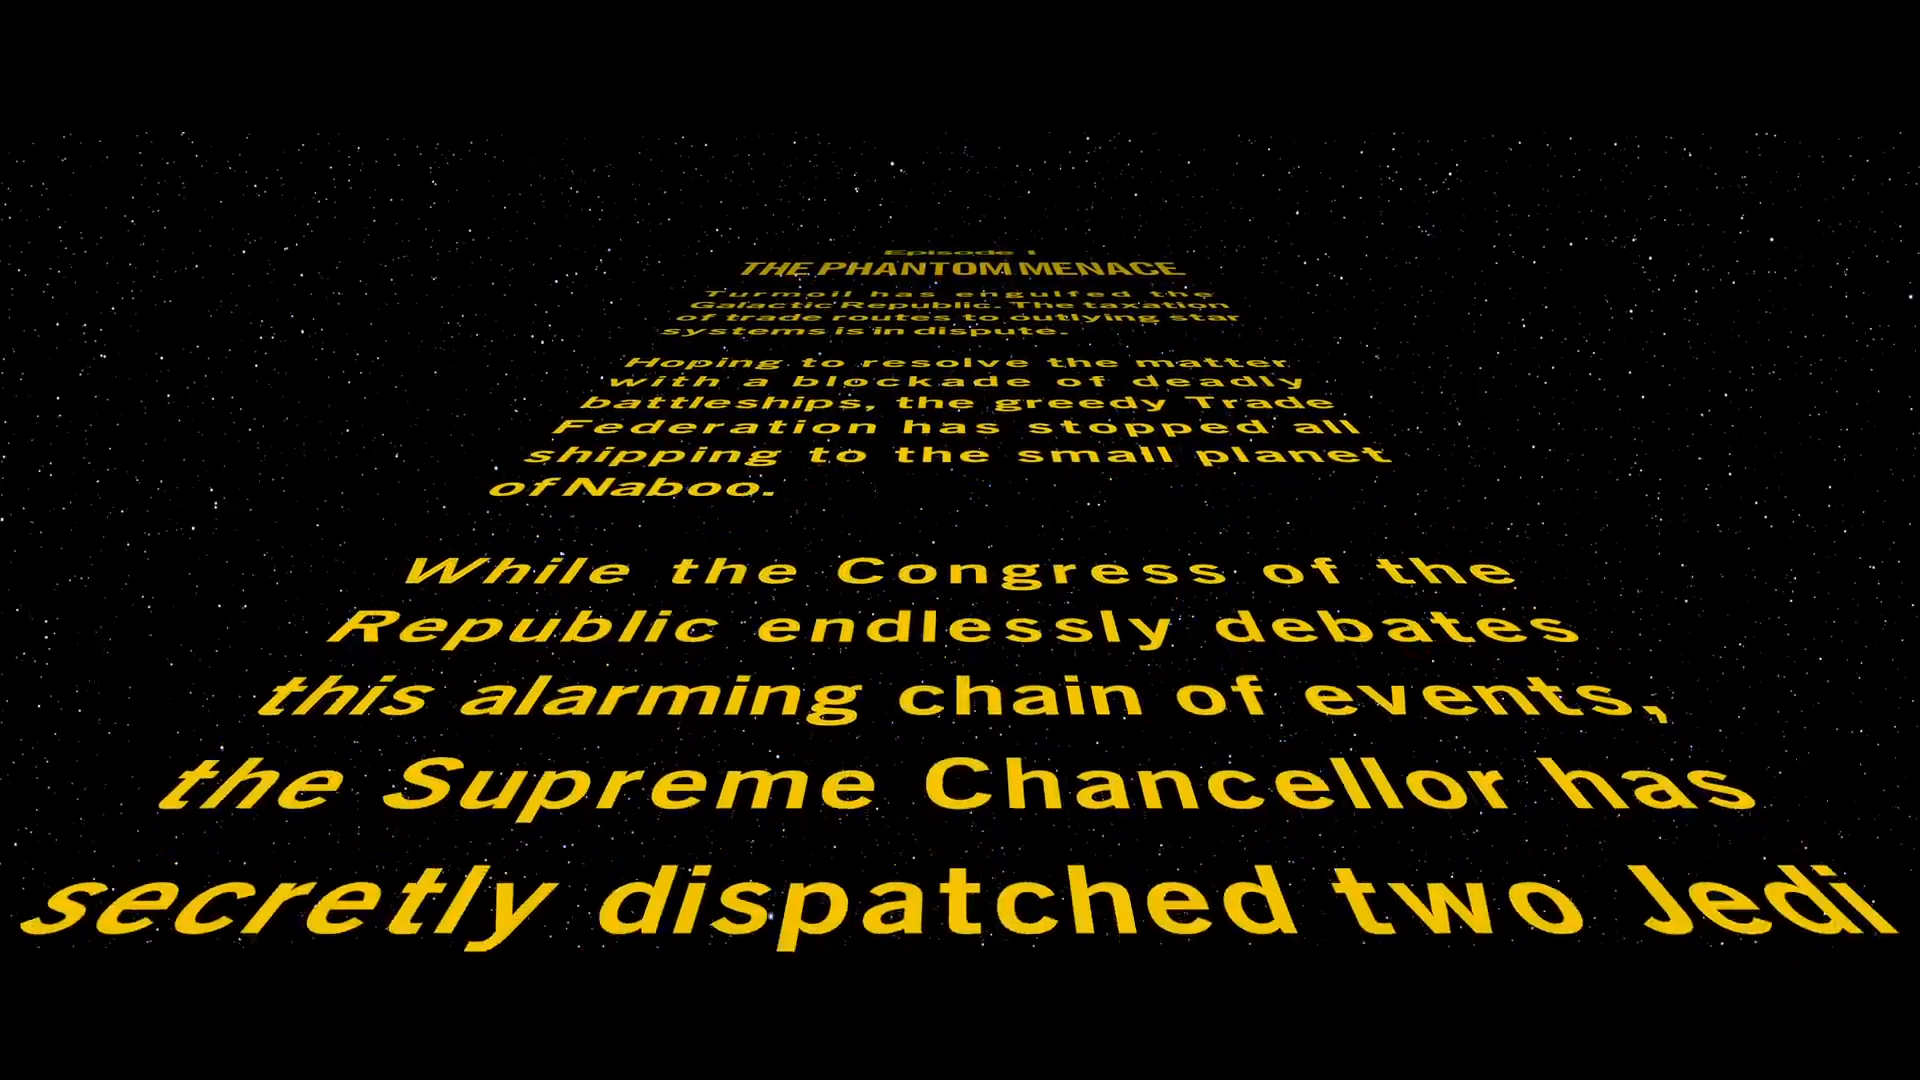 Episode I
THE PHANTOM MENACE
Turmoil has engulfed the
Galactic Republic. The taxation
of trade routes to outlying star
systems is in dispute.
Hoping to resolve the matter
with a blockade of deadly
battleships, the greedy Trade
Federation has stopped all
shipping to the small planet
of Naboo.
While the Congress of the
Republic endlessly debates
this alarming chain of events,
the Supreme Chancellor has
secretly dispatched two Jedi